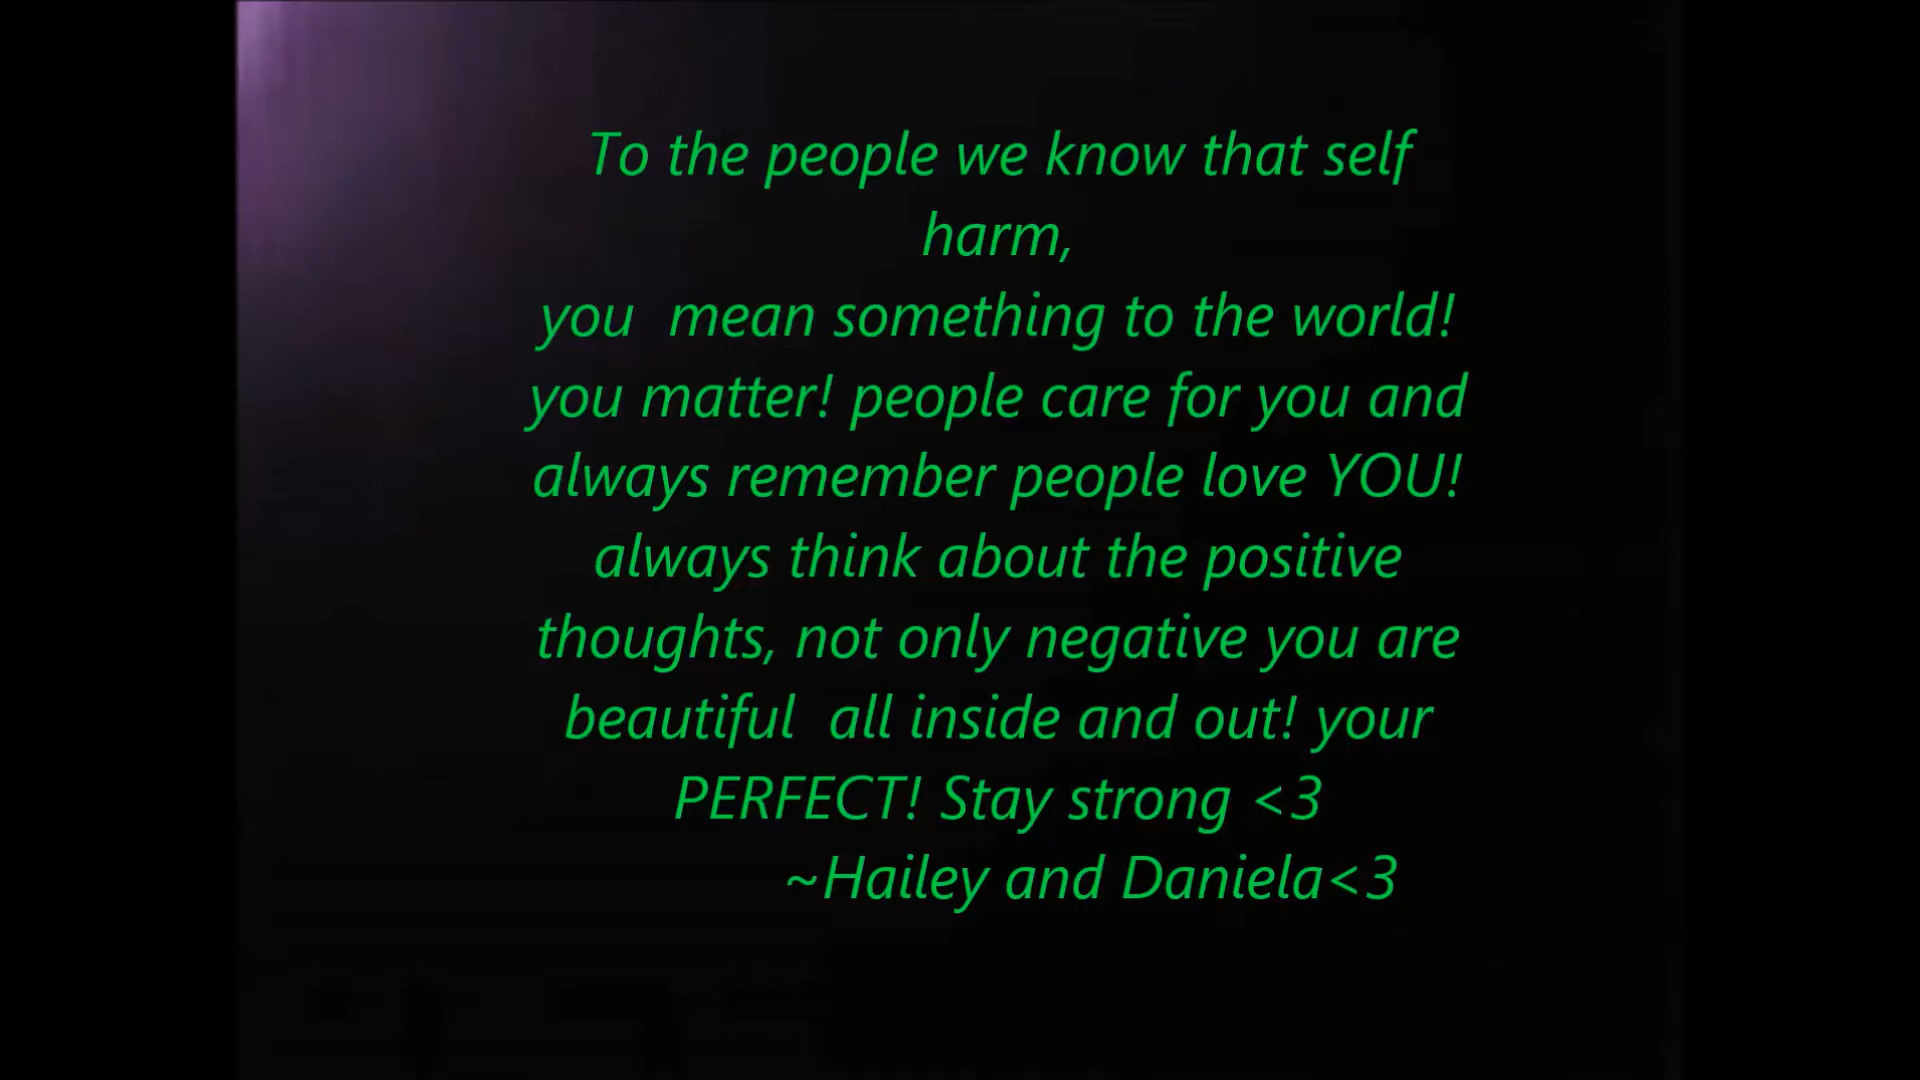 To the people we know that self
harm,
you  mean something to the world!
you matter! people care for you and
always remember people love YOU!
always think about the positive
thoughts, not only negative you are
beautiful  all inside and out! your
PERFECT! Stay strong <3
~Hailey and Daniela<3